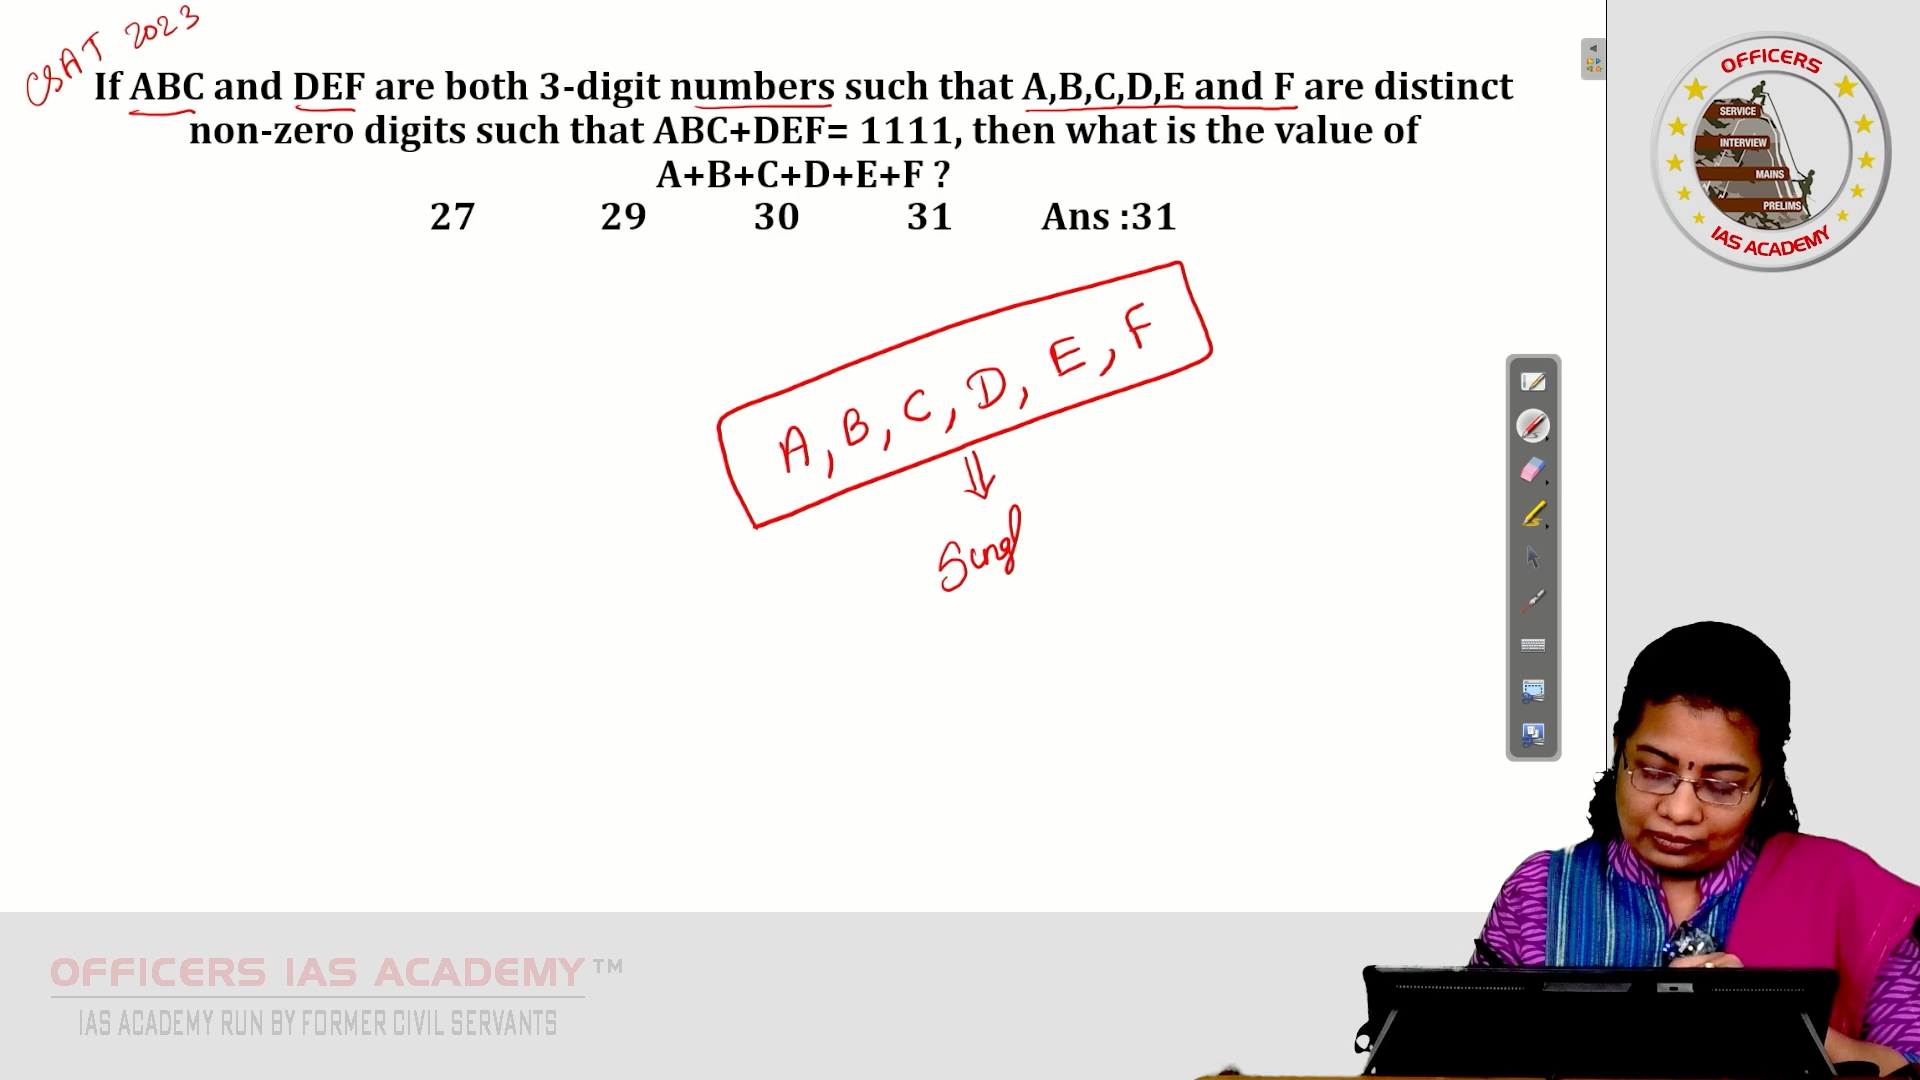 CSAT 2023
If ABC and DEF are both 3-digit numbers such that A,B,C,D,E and F are distinct
non-zero digits such that ABC+DEF= 1111, then what is the value of
A+B+C+D+E+F ?
27 29 30 31 Ans :31
A, B, C, D, E, F
⇓
Singl
OFFICERS
SERVICE
INTERVIEW
MAINS
PRELIMS
IAS ACADEMY
OFFICERS IAS ACADEMY™
IAS ACADEMY RUN BY FORMER CIVIL SERVANTS